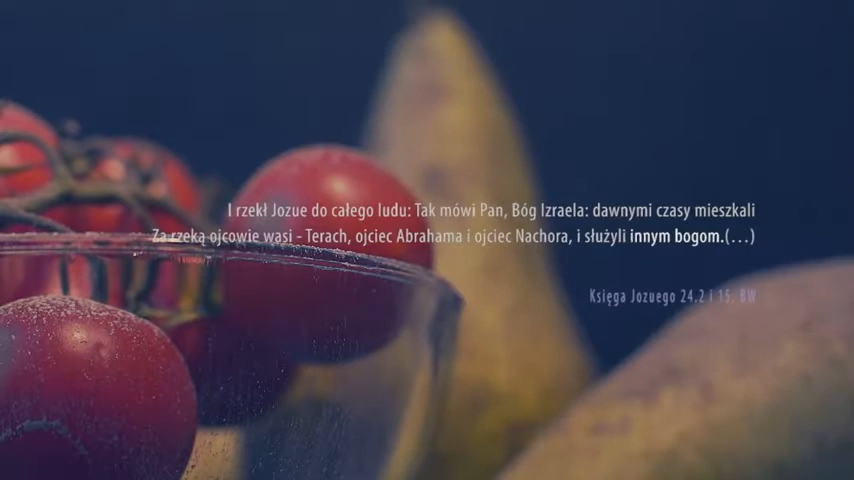 I rzekł Jozue do całego ludu: Tak mówi Pan, Bóg Izraela: dawnymi czasy mieszkali
Za rzeką ojcowie wasi - Terach, ojciec Abrahama i ojciec Nachora, i służyli innym bogom.(...)
Księga Jozuego 24.2 i 15. BW